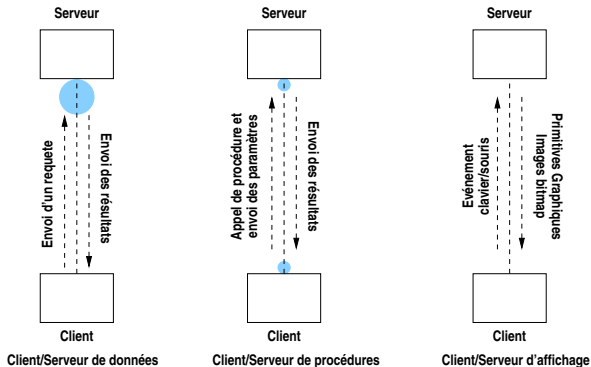 Serveur
Serveur
Serveur
Envoi d'un requete
Envoi des résultats
Appel de procédure et
envoi des paramètres
Envoi des résultats
Evénement
clavier/souris
Primitives Graphiques
Images bitmap
Client
Client
Client
Client/Serveur de données
Client/Serveur de procédures
Client/Serveur d'affichage